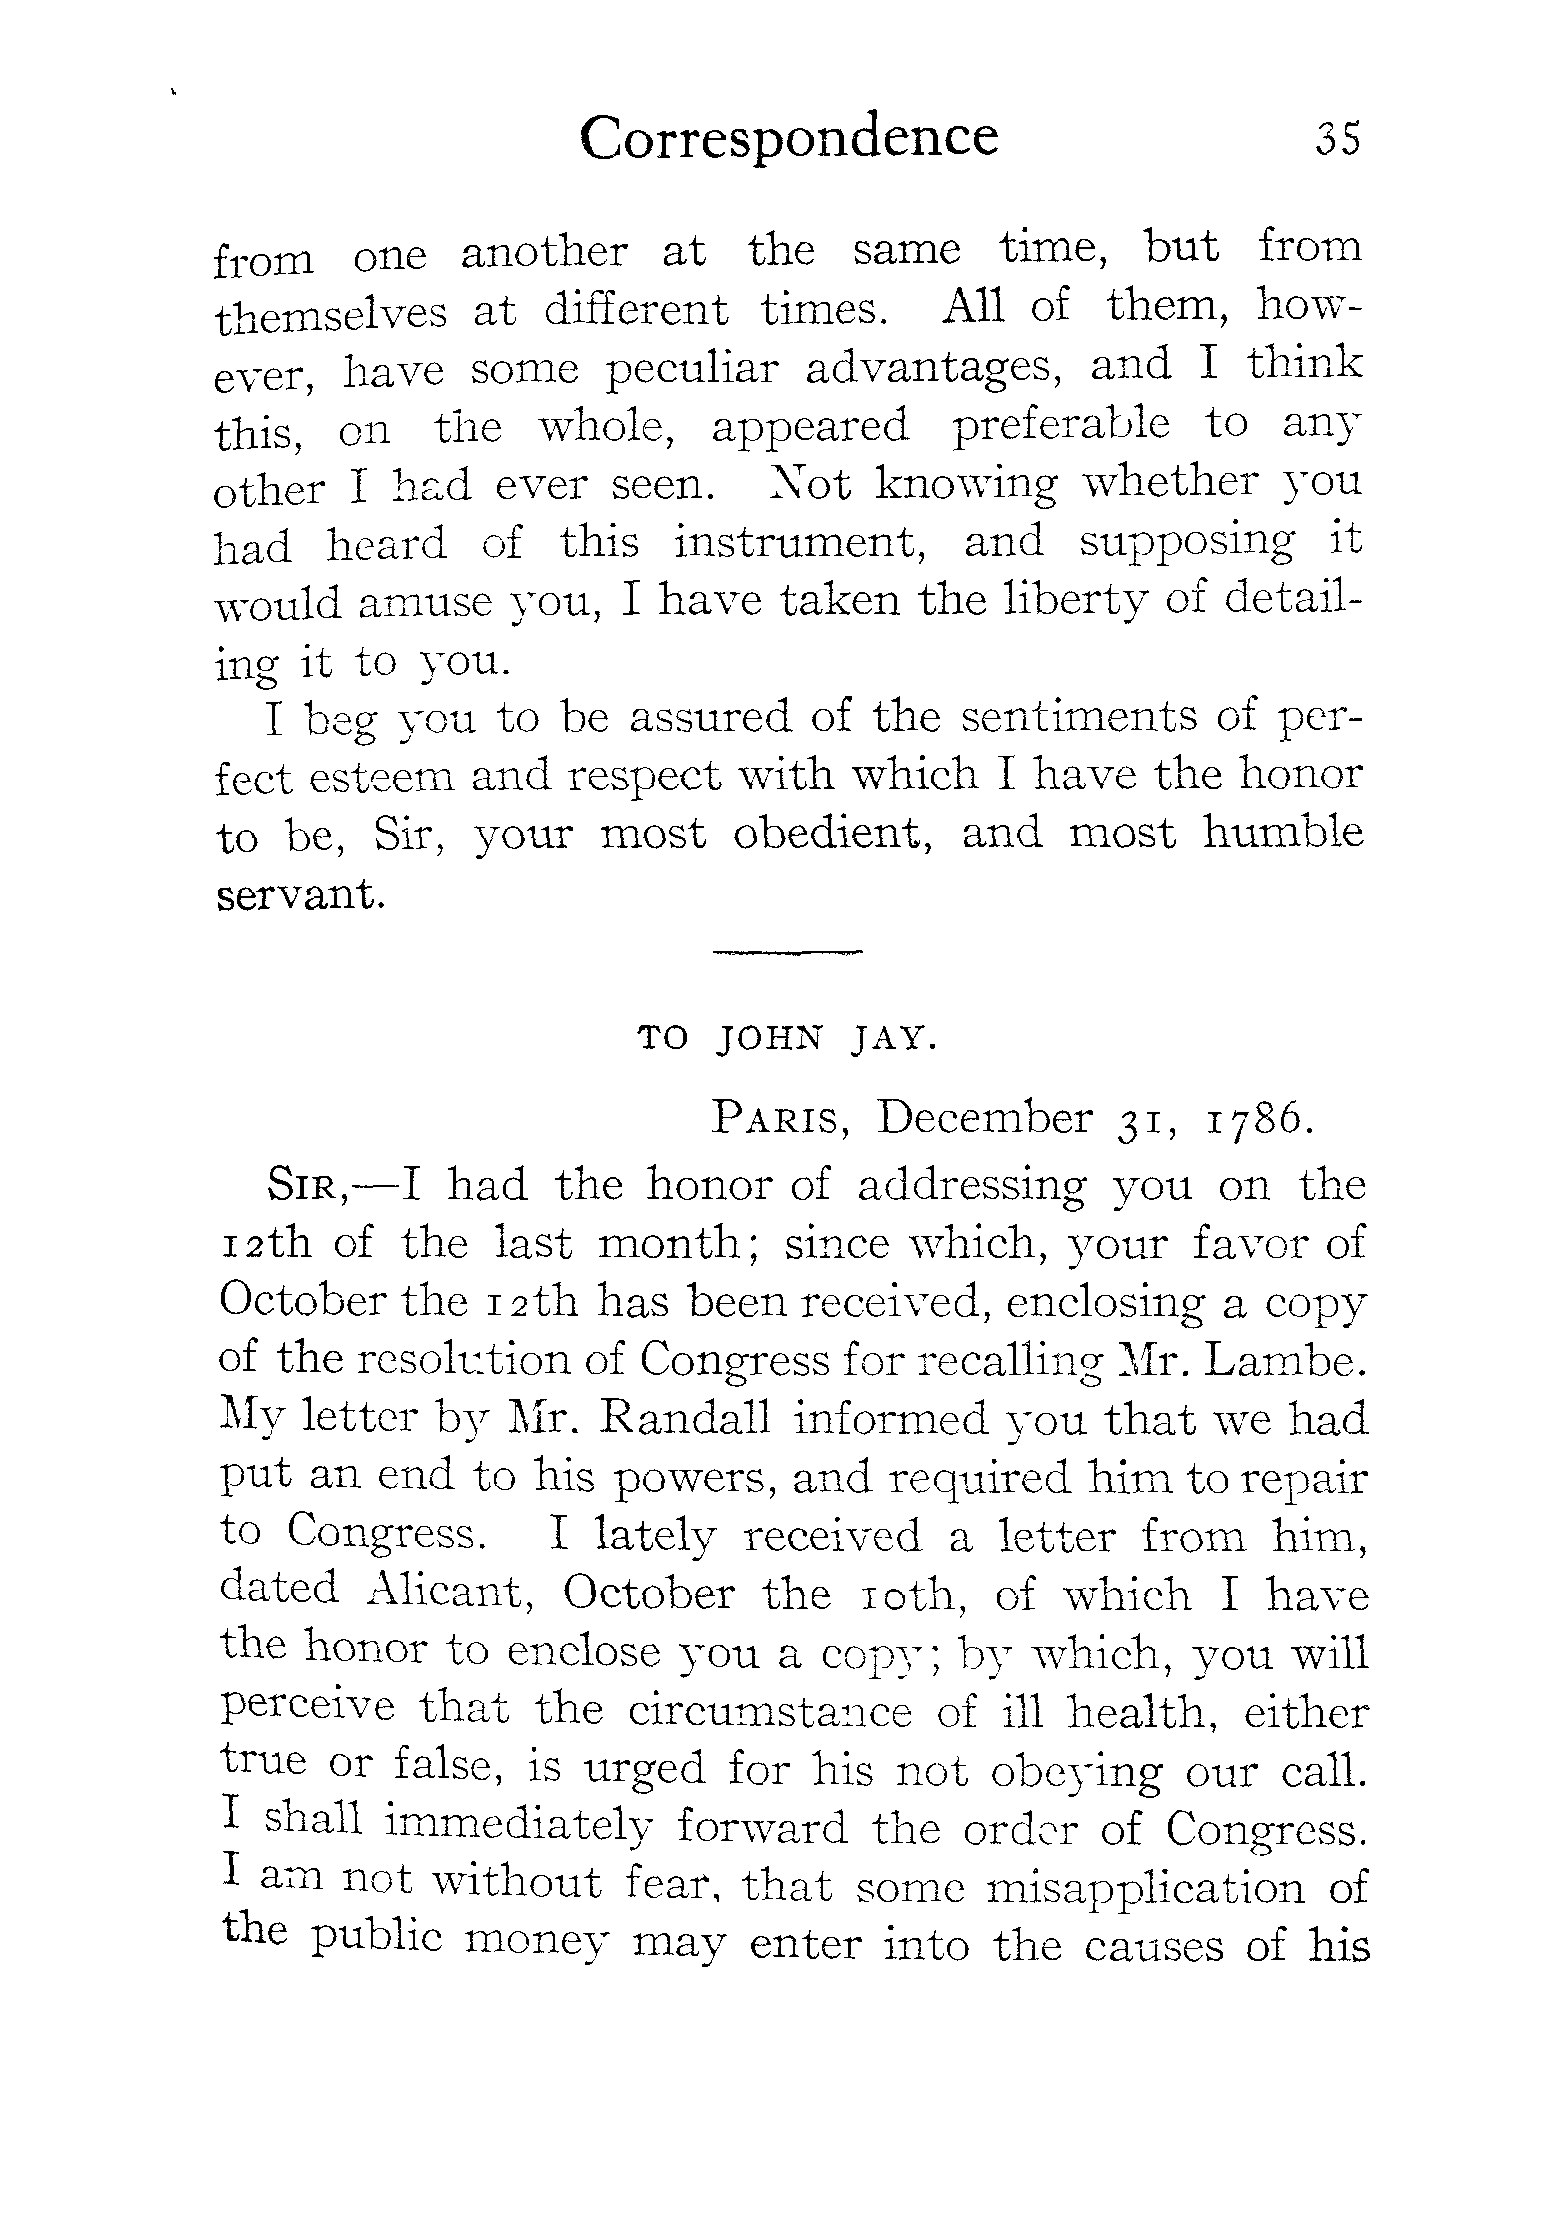 Correspondence 35
from one another at the same time, but from
themselves at different times. All of them, how-
ever, have some peculiar advantages, and I think
this, on the whole, appeared preferable to any
other I had ever seen. Not knowing whether you
had heard of this instrument, and supposing it
would amuse you, I have taken the liberty of detail-
ing it to you.
I beg you to be assured of the sentiments of per-
fect esteem and respect with which I have the honor
to be, Sir, your most obedient, and most humble
servant.
TO JOHN JAY.
PARIS, December 31, 1786.
SIR,—I had the honor of addressing you on the
12th of the last month; since which, your favor of
October the 12th has been received, enclosing a copy
of the resolution of Congress for recalling Mr. Lambe.
My letter by Mr. Randall informed you that we had
put an end to his powers, and required him to repair
to Congress. I lately received a letter from him,
dated Alicant, October the 10th, of which I have
the honor to enclose you a copy; by which, you will
perceive that the circumstance of ill health, either
true or false, is urged for his not obeying our call.
I shall immediately forward the order of Congress.
I am not without fear, that some misapplication of
the public money may enter into the causes of his